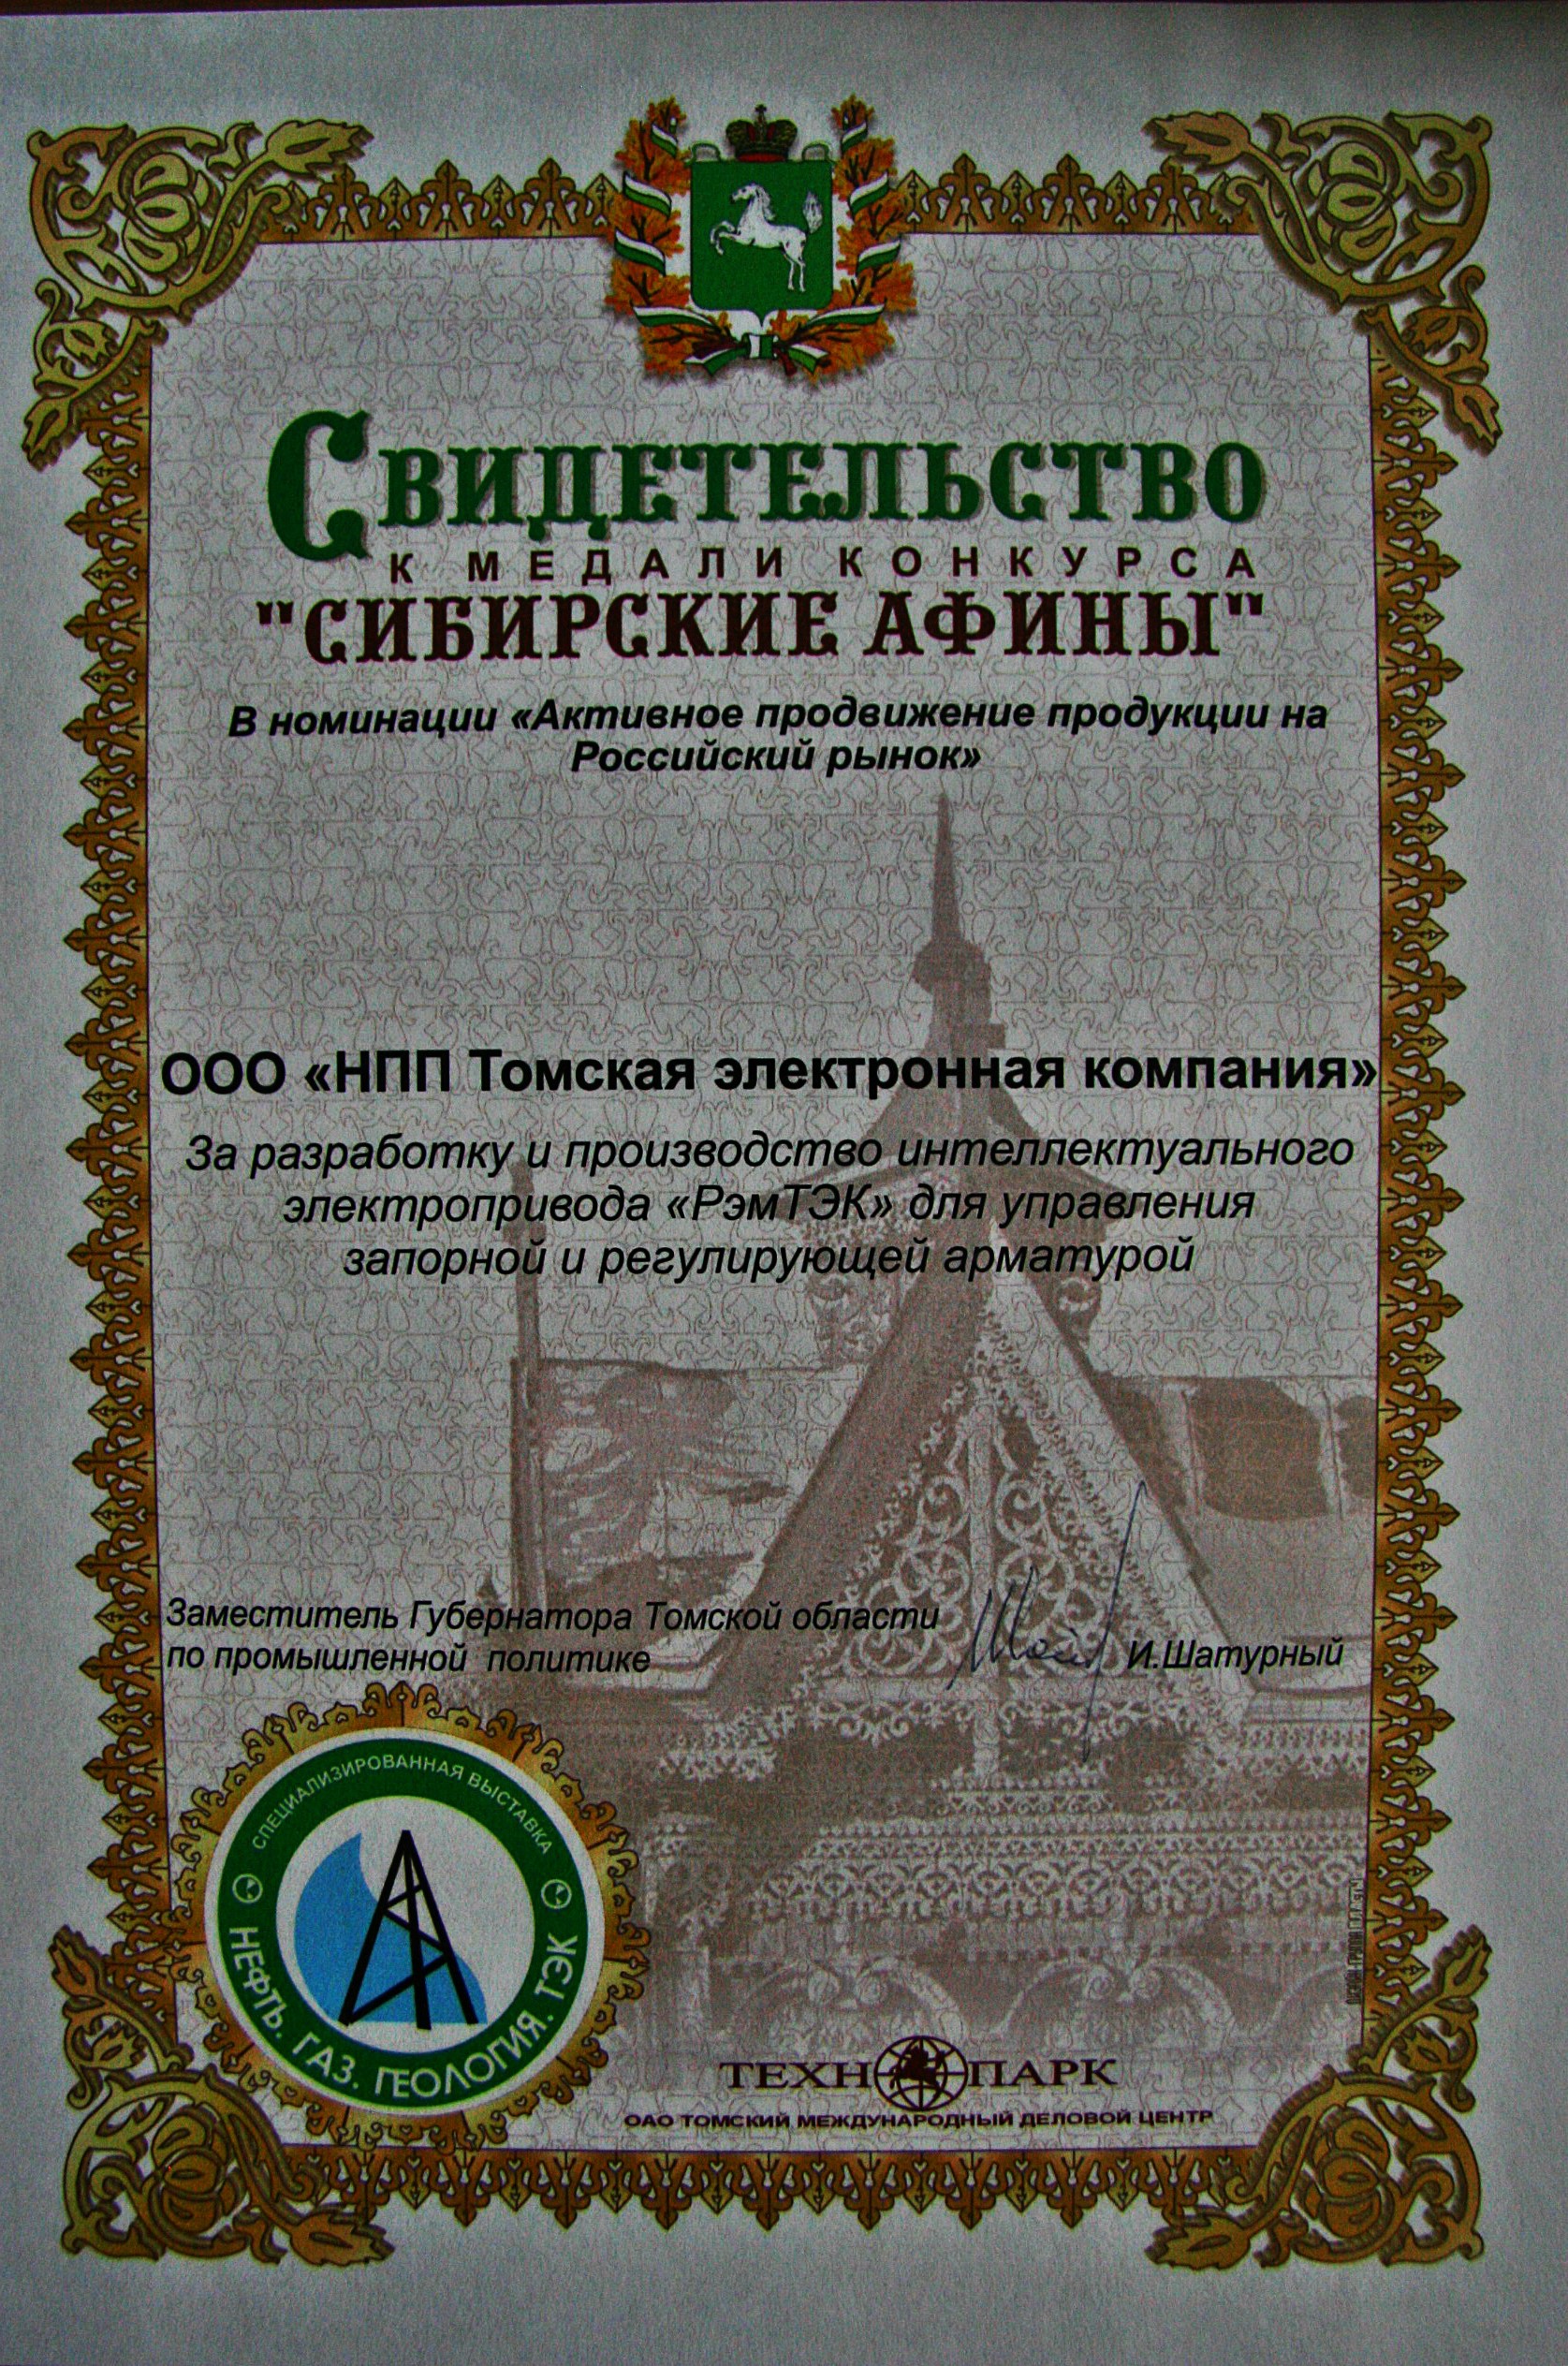 Свидетельство
К МЕДАЛИ КОНКУРСА
"СИБИРСКИЕ АФИНЫ"
В номинации «Активное продвижение продукции на
Российский рынок»
ООО «НПП Томская электронная компания»
За разработку и производство интеллектуального
электропривода «РэмТЭК» для управления
запорной и регулирующей арматурой
Заместитель Губернатора Томской области
по промышленной политике
И.Шатурный
СПЕЦИАЛИЗИРОВАННАЯ ВЫСТАВКА
НЕФТЬ. ГАЗ. ГЕОЛОГИЯ. ТЭК
ТЕХНОПАРК
ОАО ТОМСКИЙ МЕЖДУНАРОДНЫЙ ДЕЛОВОЙ ЦЕНТР